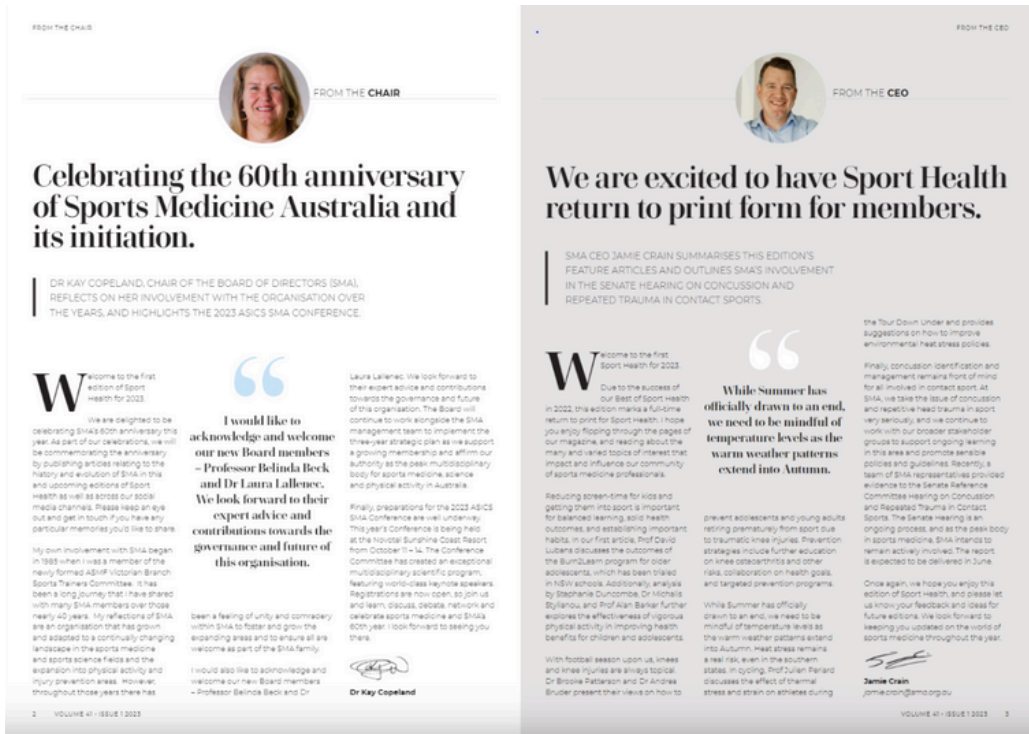 FROM THE CHAIR
FROM THE CHAIR
Celebrating the 60th anniversary
of Sports Medicine Australia and
its initiation.
DR KAY COPELAND, CHAIR OF THE BOARD OF DIRECTORS (SMA),
REFLECTS ON HER INVOLVEMENT WITH THE ORGANISATION OVER
THE YEARS, AND HIGHLIGHTS THE 2023 ASICS SMA CONFERENCE.
Welcome to the first
edition of Sport
Health for 2023.
We are delighted to be
celebrating SMA's 60th anniversary this
year. As part of our celebrations, we will
be commemorating the anniversary
by publishing articles relating to the
history and evolution of SMA in this
and upcoming editions of Sport
Health as well as across our social
media channels. Please keep an eye
out and get in touch if you have any
particular memories you'd like to share.
My own involvement with SMA began
in 1985 when I was a member of the
newly formed ASMF Victorian Branch
Sports Trainers Committee. It has
been a long journey that I have shared
with many SMA members over those
nearly 40 years. My reflections of SMA
are an organisation that has grown
and adapted to a continually changing
landscape in the sports medicine
and sports science fields and the
expansion into physical activity and
injury prevention areas. However,
throughout those years there has
“
I would like to
acknowledge and welcome
our new Board members
– Professor Belinda Beck
and Dr Laura Lallenec.
We look forward to their
expert advice and
contributions towards the
governance and future of
this organisation.
been a feeling of unity and comradery
within SMA to foster and grow the
expanding areas and to ensure all are
welcome as part of the SMA family.
I would also like to acknowledge and
welcome our new Board members
– Professor Belinda Beck and Dr
Laura Lallenec. We look forward to
their expert advice and contributions
towards the governance and future
of this organisation. The Board will
continue to work alongside the SMA
management team to implement the
three-year strategic plan as we support
a growing membership and affirm our
authority as the peak multidisciplinary
body for sports medicine, science
and physical activity in Australia.
Finally, preparations for the 2023 ASICS
SMA Conference are well underway.
This year's Conference is being held
at the Novotel Sunshine Coast Resort
from October 11 – 14. The Conference
Committee has created an exceptional
multidisciplinary scientific program,
featuring world-class keynote speakers.
Registrations are now open, so join us
and learn, discuss, debate, network and
celebrate sports medicine and SMA's
60th year. I look forward to seeing you
there.
Dr Kay Copeland
2 VOLUME 41 - ISSUE 1 2023
FROM THE CEO
FROM THE CEO
We are excited to have Sport Health
return to print form for members.
SMA CEO JAMIE CRAIN SUMMARISES THIS EDITION'S
FEATURE ARTICLES AND OUTLINES SMA'S INVOLVEMENT
IN THE SENATE HEARING ON CONCUSSION AND
REPEATED TRAUMA IN CONTACT SPORTS.
Welcome to the first
Sport Health for 2023.
Due to the success of
our Best of Sport Health
in 2022, this edition marks a full-time
return to print for Sport Health. I hope
you enjoy flipping through the pages of
our magazine, and reading about the
many and varied topics of interest that
impact and influence our community
of sports medicine professionals.
Reducing screen-time for kids and
getting them into sport is important
for balanced learning, solid health
outcomes, and establishing important
habits. In our first article, Prof David
Lubans discusses the outcomes of
the Burn2Learn program for older
adolescents, which has been trialed
in NSW schools. Additionally, analysis
by Stephanie Duncombe, Dr Michalis
Stylianou, and Prof Alan Barker further
explores the effectiveness of vigorous
physical activity in improving health
benefits for children and adolescents.
With football season upon us, knees
and knee injuries are always topical.
Dr Brooke Patterson and Dr Andrea
Bruder present their views on how to
“
While Summer has
officially drawn to an end,
we need to be mindful of
temperature levels as the
warm weather patterns
extend into Autumn.
prevent adolescents and young adults
retiring prematurely from sport due
to traumatic knee injuries. Prevention
strategies include further education
on knee osteoarthritis and other
risks, collaboration on health goals,
and targeted prevention programs.
While Summer has officially
drawn to an end, we need to be
mindful of temperature levels as
the warm weather patterns extend
into Autumn. Heat stress remains
a real risk, even in the southern
states. In cycling, Prof Julien Periard
discusses the effect of thermal
stress and strain on athletes during
the Tour Down Under and provides
suggestions on how to improve
environmental heat stress policies.
Finally, concussion identification and
management remains front of mind
for all involved in contact sport. At
SMA, we take the issue of concussion
and repetitive head trauma in sport
very seriously, and we continue to
work with our broader stakeholder
groups to support ongoing learning
in this area and promote sensible
policies and guidelines. Recently, a
team of SMA representatives provided
evidence to the Senate Reference
Committee Hearing on Concussion
and Repeated Trauma in Contact
Sports. The Senate Hearing is an
ongoing process, and as the peak body
in sports medicine, SMA intends to
remain actively involved. The report
is expected to be delivered in June.
Once again, we hope you enjoy this
edition of Sport Health, and please let
us know your feedback and ideas for
future editions. We look forward to
keeping you updated on the world of
sports medicine throughout the year.
Jamie Crain
jamie.crain@sma.org.au
VOLUME 41 - ISSUE 1 2023 3